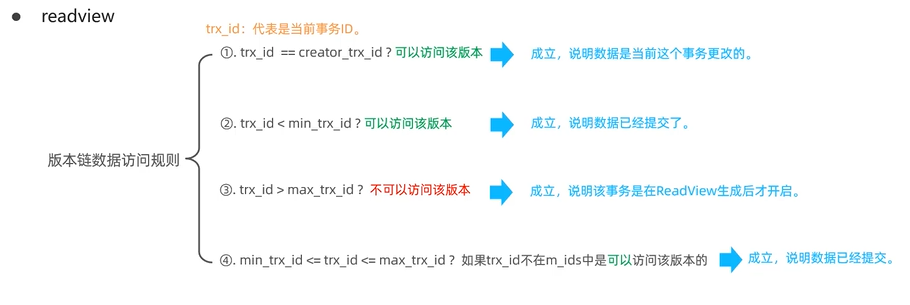 ● readview
trx_id：代表是当前事务ID。
①. trx_id == creator_trx_id ? 可以访问该版本 成立，说明数据是当前这个事务更改的。
②. trx_id < min_trx_id ? 可以访问该版本 成立，说明数据已经提交了。
版本链数据访问规则
③. trx_id > max_trx_id ? 不可以访问该版本 成立，说明该事务是在ReadView生成后才开启。
④. min_trx_id <= trx_id <= max_trx_id ? 如果trx_id不在m_ids中是可以访问该版本的 成立，说明数据已经提交。